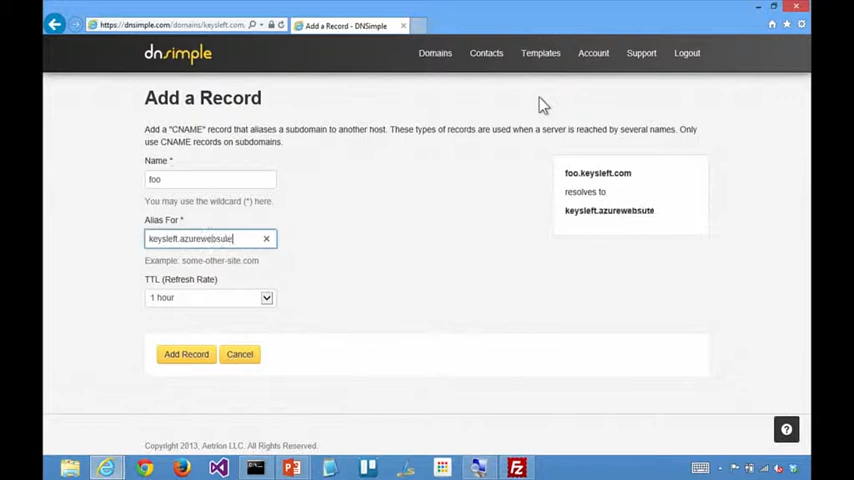 https://dnsimple.com/domains/keysleft.com
Add a Record - DNSimple
dnsimple
Domains
Contacts
Templates
Account
Support
Logout
Add a Record
Add a "CNAME" record that aliases a subdomain to another host. These types of records are used when a server is reached by several names. Only
use CNAME records on subdomains.
Name *
foo
You may use the wildcard (*) here.
Alias For *
keysleft.azurewebsute
Example: some-other-site.com
TTL (Refresh Rate)
1 hour
foo.keysleft.com
resolves to
keysleft.azurewebsute
Add Record
Cancel
Copyright 2013, Aetrion LLC. All Rights Reserved.